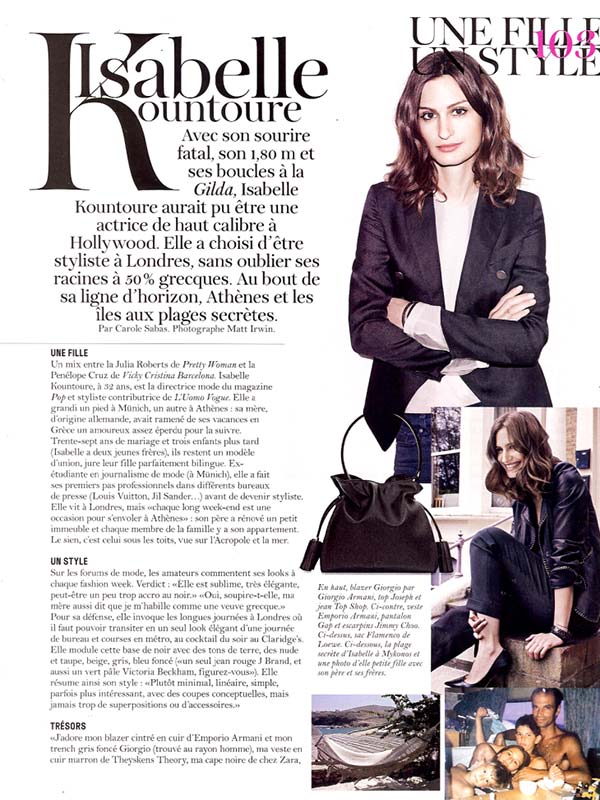 UNE FILLE
UN STYLE
103
Isabelle
Kountoure
Avec son sourire
fatal, son 1,80 m et
ses boucles à la
Gilda, Isabelle
Kountoure aurait pu être une
actrice de haut calibre à
Hollywood. Elle a choisi d'être
styliste à Londres, sans oublier ses
racines à 50 % grecques. Au bout de
sa ligne d'horizon, Athènes et les
îles aux plages secrètes.
Par Carole Sabas. Photographe Matt Irwin.
UNE FILLE
Un mix entre la Julia Roberts de Pretty Woman et la
Penélope Cruz de Vicky Cristina Barcelona. Isabelle
Kountoure, à 32 ans, est la directrice mode du magazine
Pop et styliste contributrice de L'Uomo Vogue. Elle a
grandi un pied à Münich, un autre à Athènes : sa mère,
d'origine allemande, avait ramené de ses vacances en
Grèce un amoureux assez éperdu pour la suivre.
Trente-sept ans de mariage et trois enfants plus tard
(Isabelle a deux jeunes frères), ils restent un modèle
d'union, jure leur fille parfaitement bilingue. Ex-
étudiante en journalisme de mode (à Münich), elle a fait
ses premiers pas professionnels dans différents bureaux
de presse (Louis Vuitton, Jil Sander…) avant de devenir styliste.
Elle vit à Londres, mais «chaque long week-end est une
occasion pour s'envoler à Athènes» : son père a rénové un petit
immeuble et chaque membre de la famille y a son appartement.
Le sien, c'est celui sous les toits, vue sur l'Acropole et la mer.
UN STYLE
Sur les forums de mode, les amateurs commentent ses looks à
chaque fashion week. Verdict : «Elle est sublime, très élégante,
peut-être un peu trop accro au noir.» «Oui, soupire-t-elle, ma
mère aussi dit que je m'habille comme une veuve grecque.»
Pour sa défense, elle invoque les longues journées à Londres où
il faut pouvoir transiter en un seul look élégant d'une journée
de bureau et courses en métro, au cocktail du soir au Claridge's.
Elle module cette base de noir avec des tons de terre, des nude
et taupe, beige, gris, bleu foncé («un seul jean rouge J Brand, et
aussi un vert pâle Victoria Beckham, figurez-vous»). Elle
résume ainsi son style : «Plutôt minimal, linéaire, simple,
parfois plus intéressant, avec des coupes conceptuelles, mais
jamais trop de superpositions ou d'accessoires.»
TRÉSORS
«J'adore mon blazer cintré en cuir d'Emporio Armani et mon
trench gris foncé Giorgio (trouvé au rayon homme), ma veste en
cuir marron de Theyskens Theory, ma cape noire de chez Zara,
En haut, blazer Giorgio par
Giorgio Armani, top Joseph et
jean Top Shop. Ci-contre, veste
Emporio Armani, pantalon
Gap et escarpins Jimmy Choo.
Ci-dessus, sac Flamenco de
Loewe. Ci-dessous, la plage
secrète d'Isabelle à Mykonos et
une photo d'elle petite fille avec
son père et ses frères.